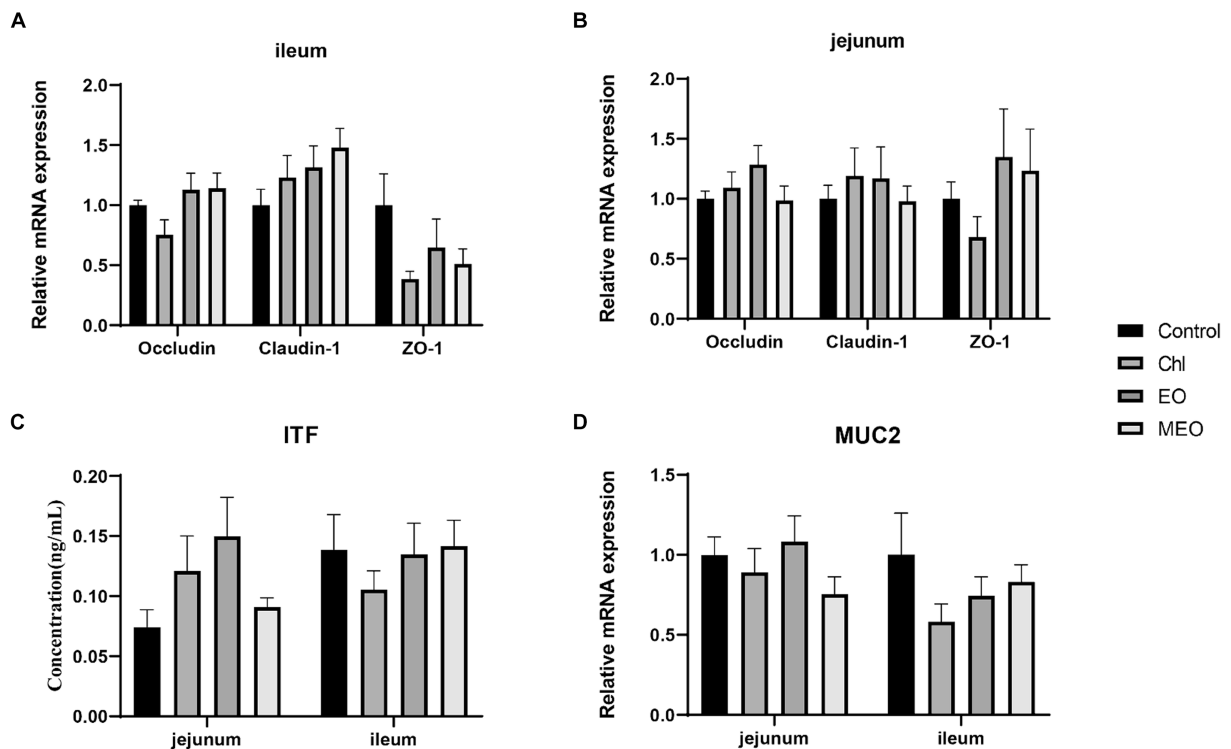 A
ileum
Relative mRNA expression
2.0
1.5
1.0
0.5
0.0
Occludin Claudin-1 ZO-1
B
jejunum
Relative mRNA expression
2.0
1.5
1.0
0.5
0.0
Occludin Claudin-1 ZO-1
Control
Chl
EO
MEO
C
ITF
Concentration(ng/mL)
0.20
0.15
0.10
0.05
0.00
jejunum ileum
D
MUC2
Relative mRNA expression
1.5
1.0
0.5
0.0
jejunum ileum